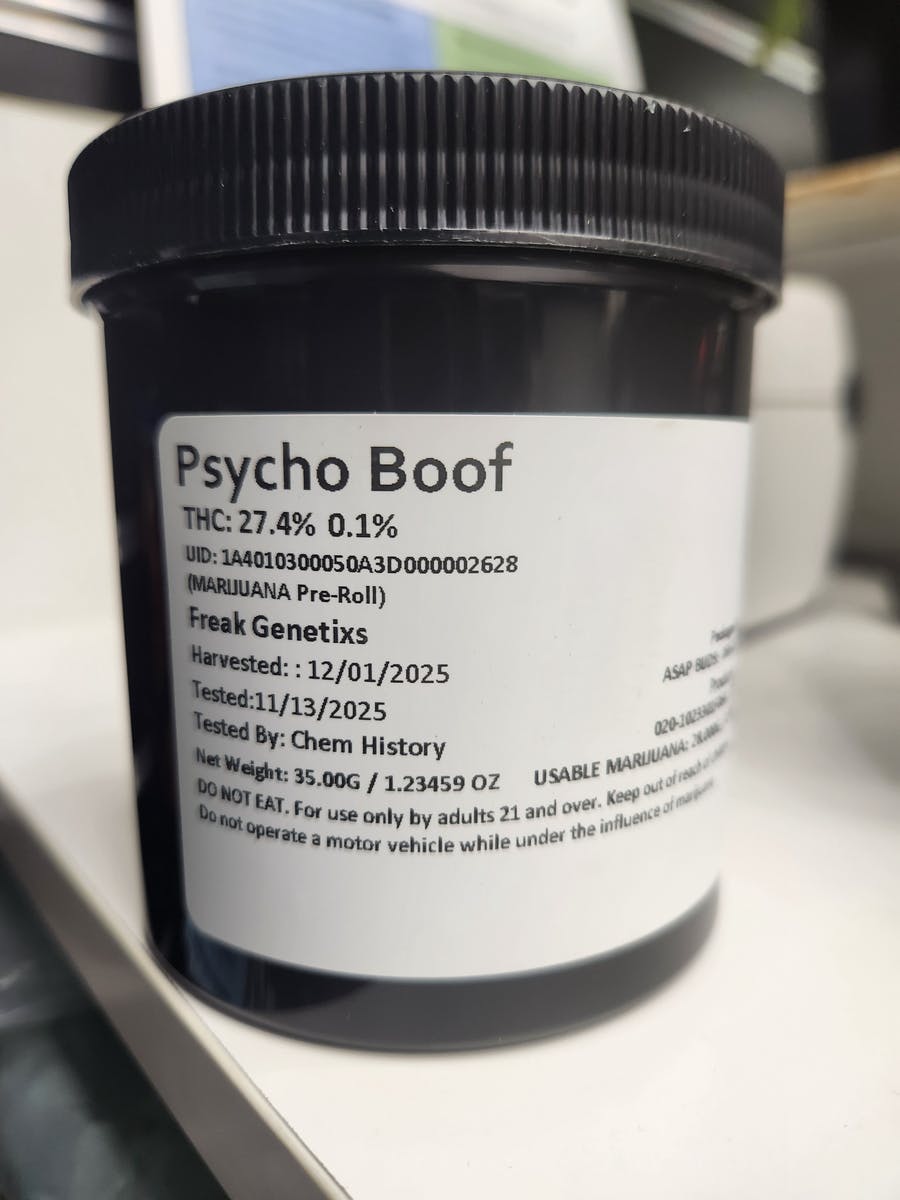 Psycho Boof
THC: 27.4% 0.1%
UID: 1A4010300050A3D000002628
(MARIJUANA Pre-Roll)
Freak Genetixs
Harvested: : 12/01/2025
Tested:11/13/2025
Tested By: Chem History
Net Weight: 35.00G / 1.23459 OZ
ASAP BUDS
USABLE MARIJUANA:
DO NOT EAT. For use only by adults 21 and over. Keep out of reach
Do not operate a motor vehicle while under the influence of